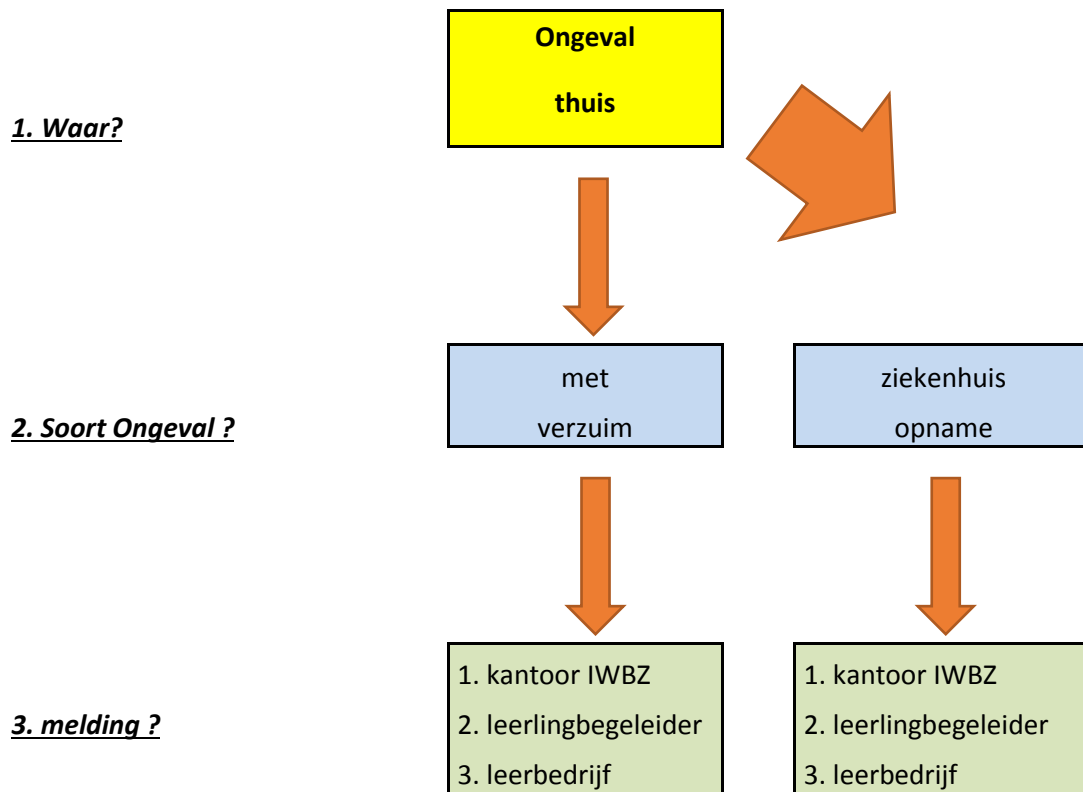 Ongeval
thuis
1. Waar?
met
verzuim
ziekenhuis
opname
2. Soort Ongeval ?
1. kantoor IWBZ
2. leerlingbegeleider
3. leerbedrijf
1. kantoor IWBZ
2. leerlingbegeleider
3. leerbedrijf
3. melding ?